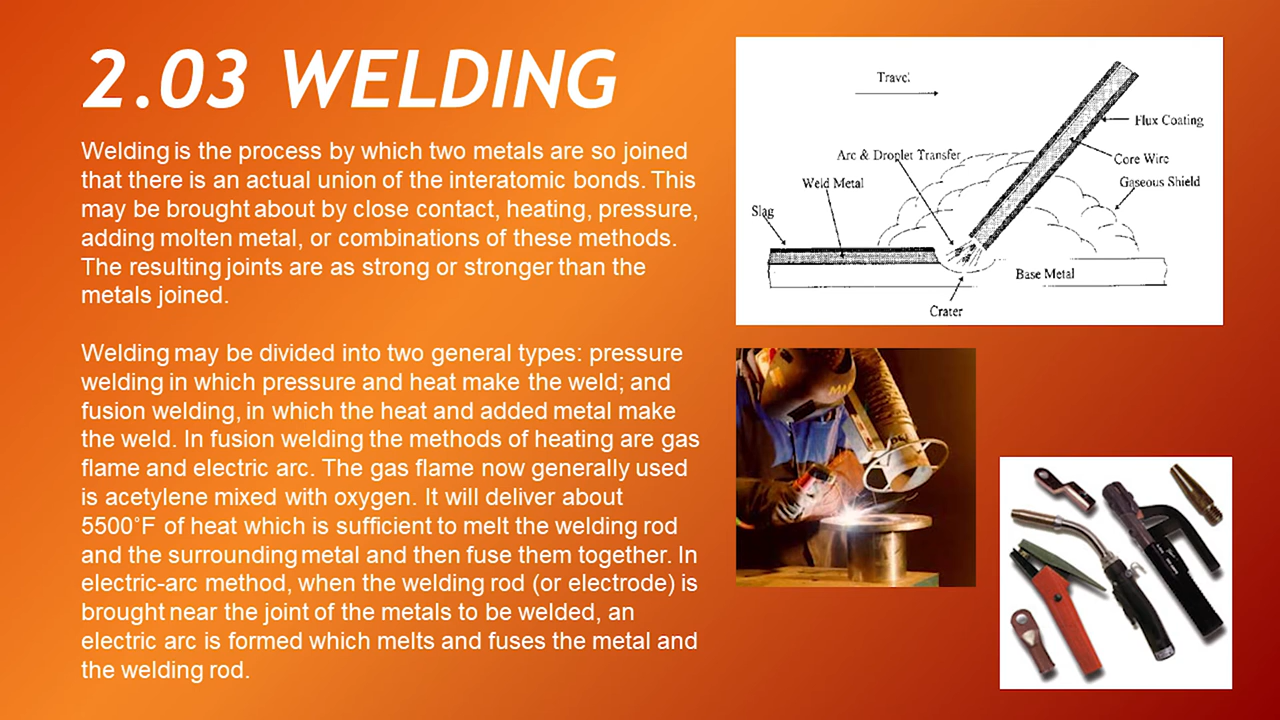 2.03 WELDING
Welding is the process by which two metals are so joined
that there is an actual union of the interatomic bonds. This
may be brought about by close contact, heating, pressure,
adding molten metal, or combinations of these methods.
The resulting joints are as strong or stronger than the
metals joined.
Welding may be divided into two general types: pressure
welding in which pressure and heat make the weld; and
fusion welding, in which the heat and added metal make
the weld. In fusion welding the methods of heating are gas
flame and electric arc. The gas flame now generally used
is acetylene mixed with oxygen. It will deliver about
5500°F of heat which is sufficient to melt the welding rod
and the surrounding metal and then fuse them together. In
electric-arc method, when the welding rod (or electrode) is
brought near the joint of the metals to be welded, an
electric arc is formed which melts and fuses the metal and
the welding rod.
Travel
Flux Coating
Arc & Droplet Transfer
Core Wire
Weld Metal
Gaseous Shield
Slag
Base Metal
Crater